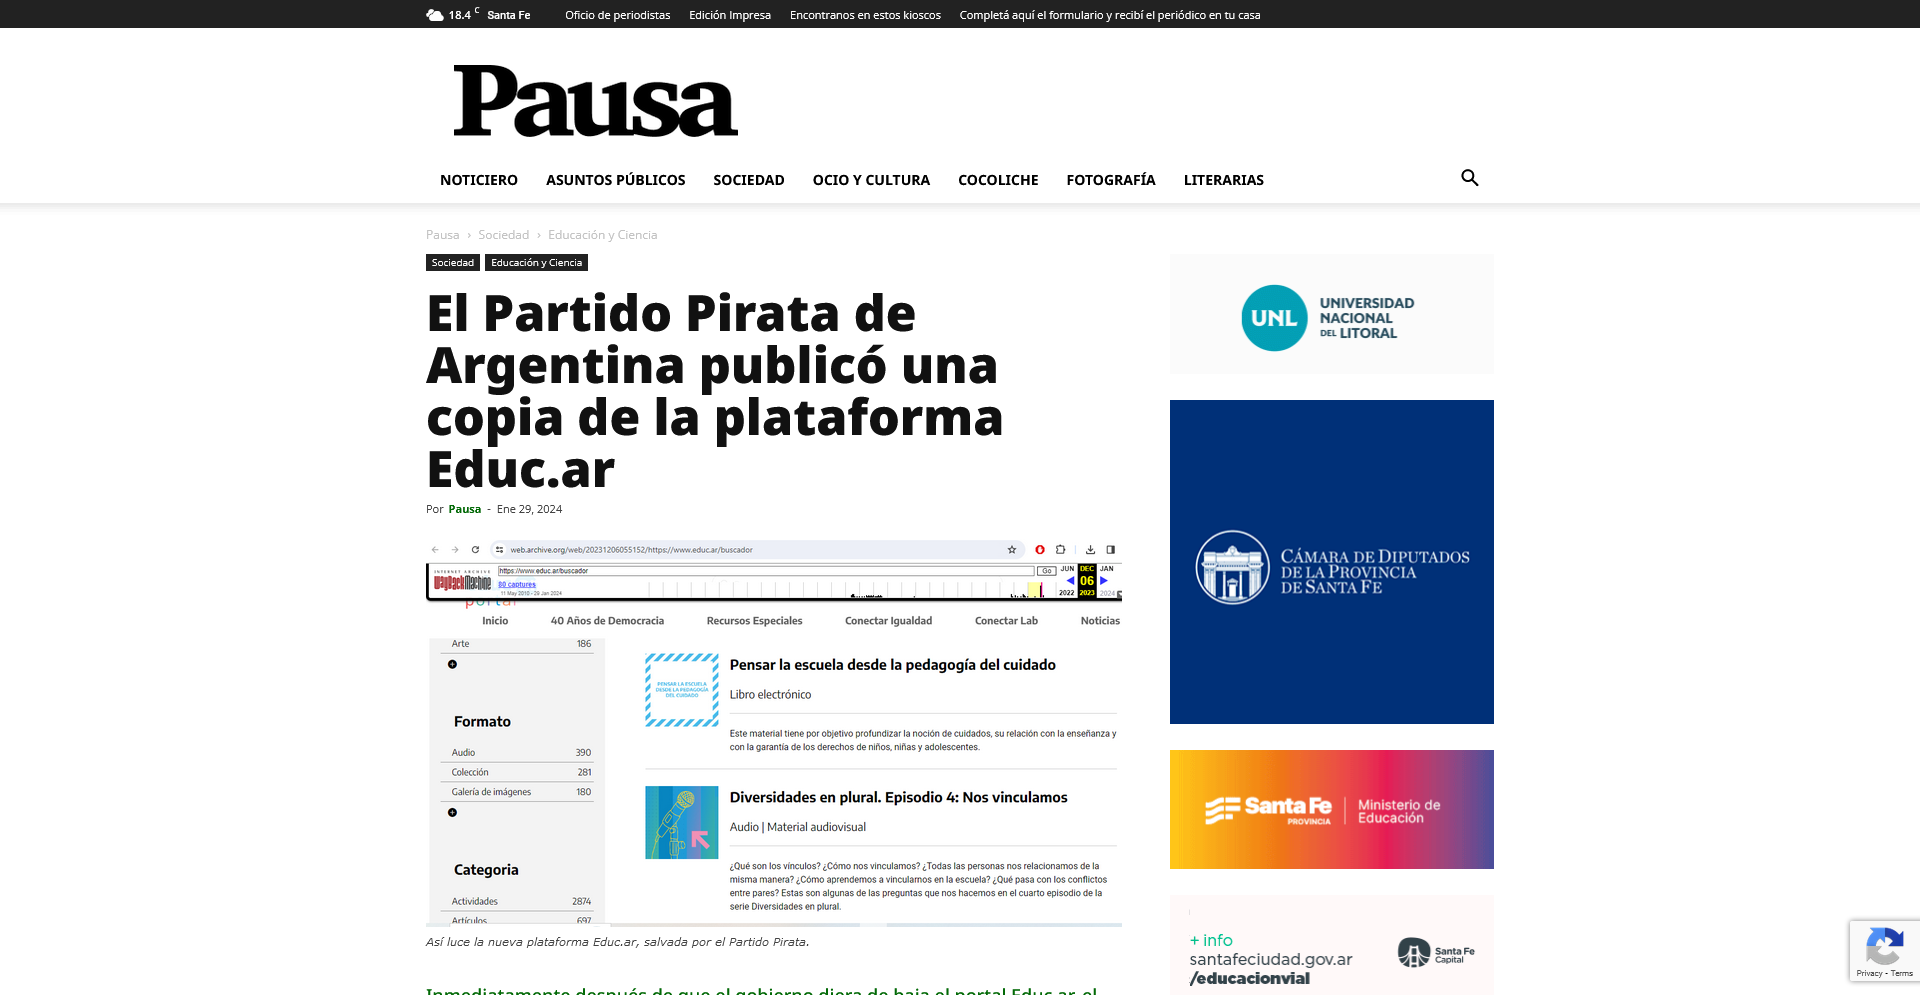 18.4 C Santa Fe Oficio de periodistas Edición Impresa Encontranos en estos kioscos Completá aquí el formulario y recibí el periódico en tu casa
Pausa
NOTICIERO ASUNTOS PÚBLICOS SOCIEDAD OCIO Y CULTURA COCOLICHE FOTOGRAFÍA LITERARIAS
Pausa › Sociedad › Educación y Ciencia
Sociedad Educación y Ciencia
El Partido Pirata de
Argentina publicó una
copia de la plataforma
Educ.ar
Por Pausa - Ene 29, 2024
web.archive.org/web/20231206055152/https://www.educ.ar/buscador
INTERNET ARCHIVE
WayBackMachine
https://www.educ.ar/buscador Go JUN DEC JAN
80 captures 06
11 May 2010 - 29 Jan 2024 2022 2023 2024
portal
Inicio 40 Años de Democracia Recursos Especiales Conectar Igualdad Conectar Lab Noticias
Arte 186
Formato
Audio 390
Colección 281
Galería de imágenes 180
Categoria
Actividades 2874
Artículos 697
PENSAR LA ESCUELA
DESDE LA PEDAGOGÍA
DEL CUIDADO
Pensar la escuela desde la pedagogía del cuidado
Libro electrónico
Este material tiene por objetivo profundizar la noción de cuidados, su relación con la enseñanza y
con la garantía de los derechos de niños, niñas y adolescentes.
Diversidades en plural. Episodio 4: Nos vinculamos
Audio | Material audiovisual
¿Qué son los vínculos? ¿Cómo nos vinculamos? ¿Todas las personas nos relacionamos de la
misma manera? ¿Cómo aprendemos a vincularnos en la escuela? ¿Qué pasa con los conflictos
entre pares? Estas son algunas de las preguntas que nos hacemos en el cuarto episodio de la
serie Diversidades en plural.
Así luce la nueva plataforma Educ.ar, salvada por el Partido Pirata.
Inmediatamente después de que el gobierno diera de baja el portal Educ.ar, el
UNL
UNIVERSIDAD
NACIONAL
DEL LITORAL
CÁMARA DE DIPUTADOS
DE LA PROVINCIA
DE SANTA FE
Santa Fe
PROVINCIA
Ministerio de
Educación
+ info
santafeciudad.gov.ar
/educacionvial
Santa Fe
Capital
Privacy - Terms